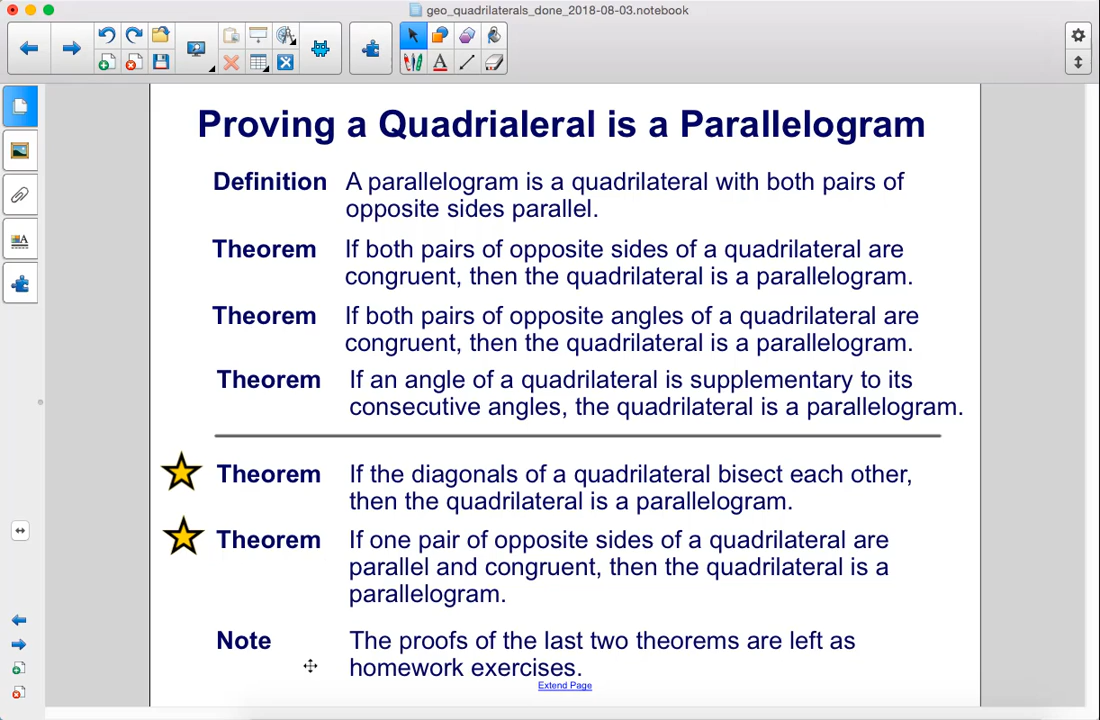 geo_quadrilaterals_done_2018-08-03.notebook
Proving a Quadrialeral is a Parallelogram
Definition A parallelogram is a quadrilateral with both pairs of
opposite sides parallel.
Theorem If both pairs of opposite sides of a quadrilateral are
congruent, then the quadrilateral is a parallelogram.
Theorem If both pairs of opposite angles of a quadrilateral are
congruent, then the quadrilateral is a parallelogram.
Theorem If an angle of a quadrilateral is supplementary to its
consecutive angles, the quadrilateral is a parallelogram.
Theorem If the diagonals of a quadrilateral bisect each other,
then the quadrilateral is a parallelogram.
Theorem If one pair of opposite sides of a quadrilateral are
parallel and congruent, then the quadrilateral is a
parallelogram.
Note The proofs of the last two theorems are left as
homework exercises.
Extend Page